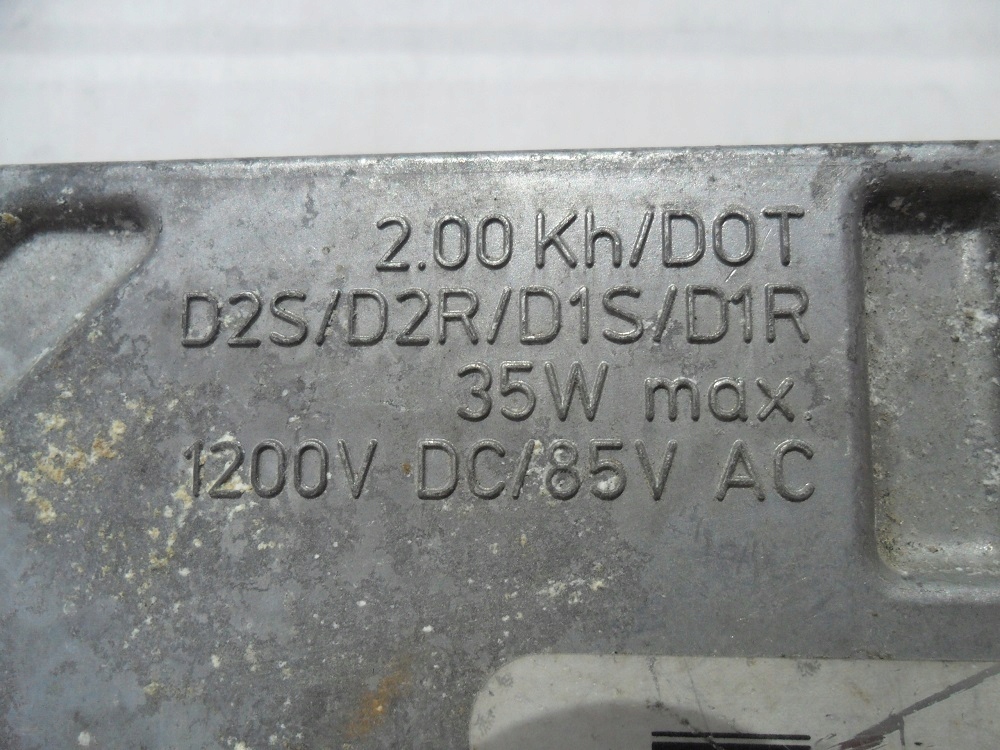 2.00 Kh/DOT
D2S/D2R/D1S/D1R
35W max.
1200V DC/85V AC